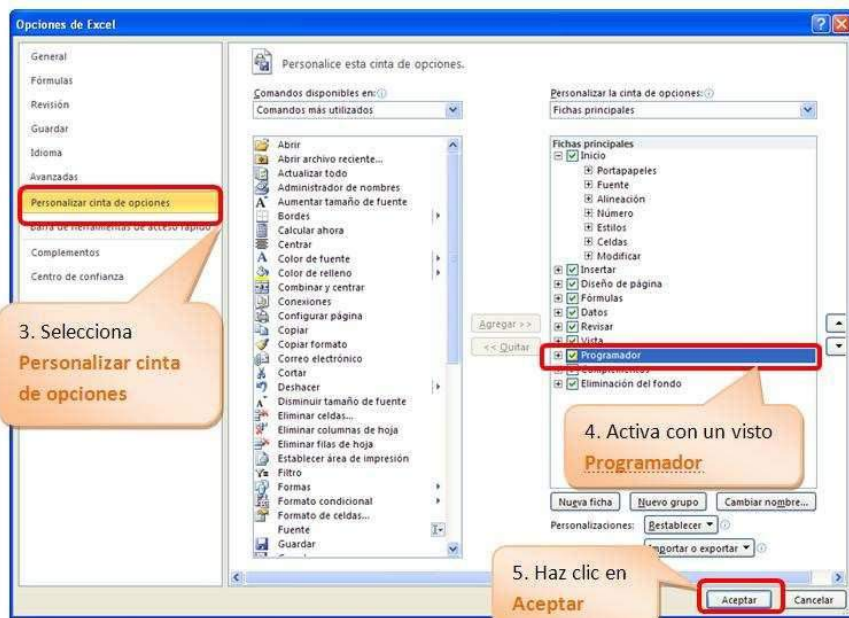 Opciones de Excel
General
Fórmulas
Revisión
Guardar
Idioma
Avanzadas
Personalizar cinta de opciones
Barra de herramientas de acceso rápido
Complementos
Centro de confianza
3. Selecciona
Personalizar cinta
de opciones
Personalice esta cinta de opciones.
Comandos disponibles en:
Comandos más utilizados
Abrir
Abrir archivo reciente...
Actualizar todo
Administrador de nombres
Aumentar tamaño de fuente
Bordes
Calcular ahora
Centrar
Color de fuente
Color de relleno
Combinar y centrar
Conexiones
Configurar página
Copiar
Copiar formato
Correo electrónico
Cortar
Deshacer
Disminuir tamaño de fuente
Eliminar celdas...
Eliminar columnas de hoja
Eliminar filas de hoja
Establecer área de impresión
Filtro
Formas
Formato condicional
Formato de celdas...
Fuente
Guardar
Agregar >>
<< Quitar
Personalizar la cinta de opciones:
Fichas principales
Fichas principales
Inicio
Portapapeles
Fuente
Alineación
Número
Estilos
Celdas
Modificar
Insertar
Diseño de página
Fórmulas
Datos
Revisar
Vista
Programador
Complementos
Eliminación del fondo
4. Activa con un visto
Programador
Nueva ficha
Nuevo grupo
Cambiar nombre...
Personalizaciones:
Restablecer
Importar o exportar
5. Haz clic en
Aceptar
Aceptar
Cancelar